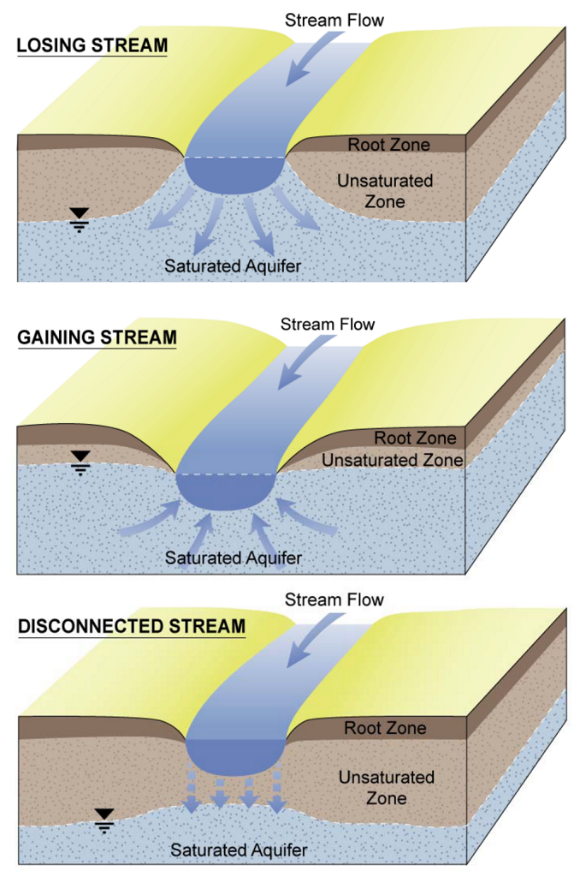 Stream Flow
LOSING STREAM
Root Zone
Unsaturated
Zone
Saturated Aquifer
Stream Flow
GAINING STREAM
Root Zone
Unsaturated Zone
Saturated Aquifer
Stream Flow
DISCONNECTED STREAM
Root Zone
Unsaturated
Zone
Saturated Aquifer